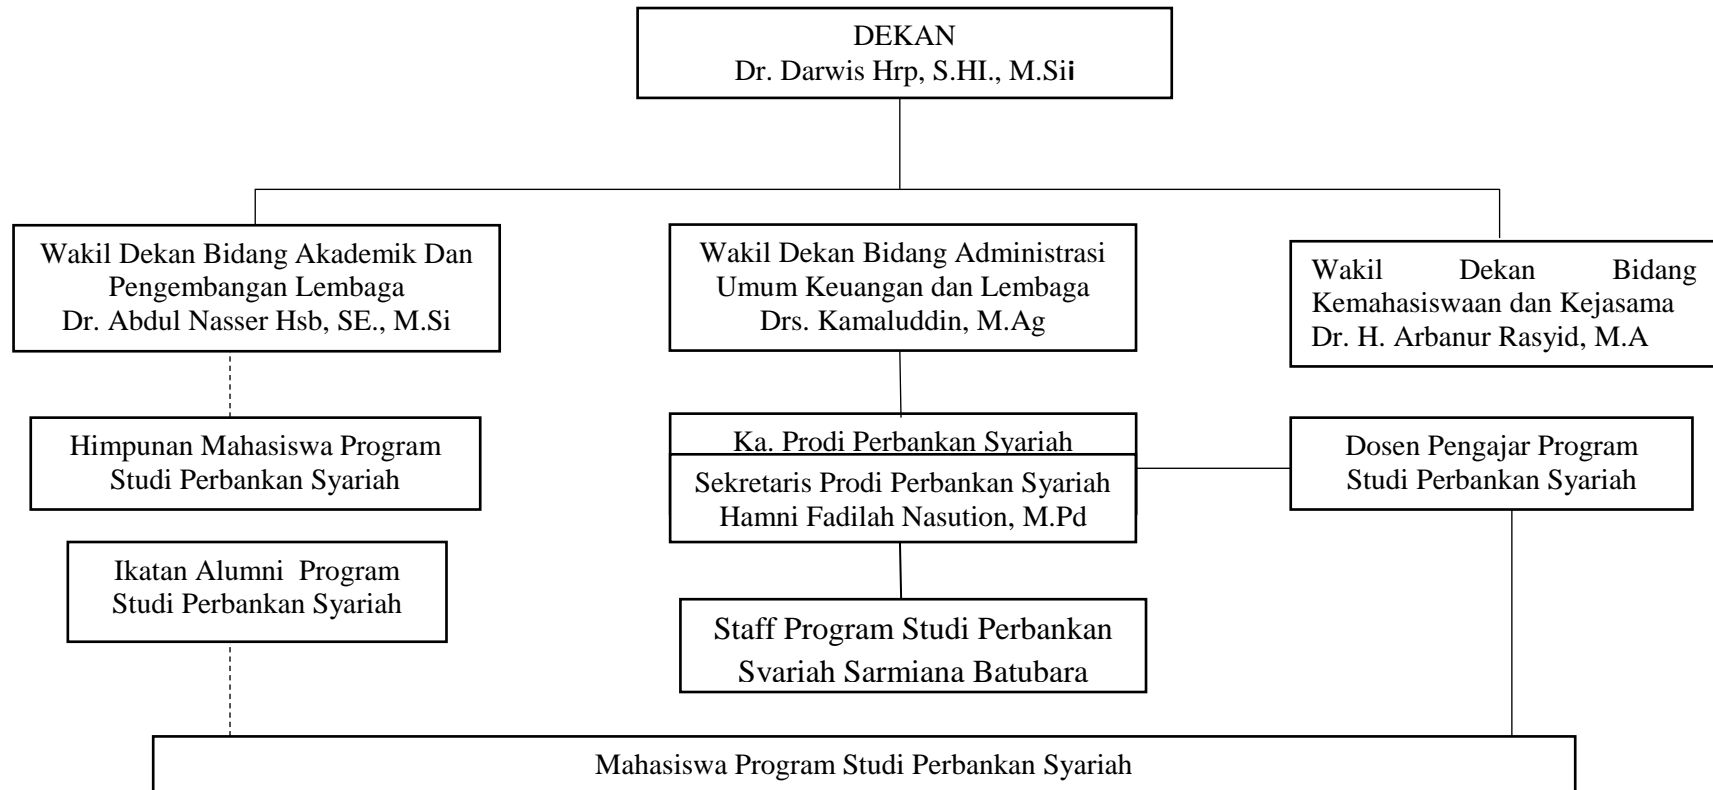 DEKAN
Dr. Darwis Hrp, S.HI., M.Sii
Wakil Dekan Bidang Akademik Dan
Pengembangan Lembaga
Dr. Abdul Nasser Hsb, SE., M.Si
Wakil Dekan Bidang Administrasi
Umum Keuangan dan Lembaga
Drs. Kamaluddin, M.Ag
Wakil Dekan Bidang
Kemahasiswaan dan Kejasama
Dr. H. Arbanur Rasyid, M.A
Himpunan Mahasiswa Program
Studi Perbankan Syariah
Ka. Prodi Perbankan Syariah
Sekretaris Prodi Perbankan Syariah
Hamni Fadilah Nasution, M.Pd
Dosen Pengajar Program
Studi Perbankan Syariah
Ikatan Alumni Program
Studi Perbankan Syariah
Staff Program Studi Perbankan
Syariah Sarmiana Batubara
Mahasiswa Program Studi Perbankan Syariah